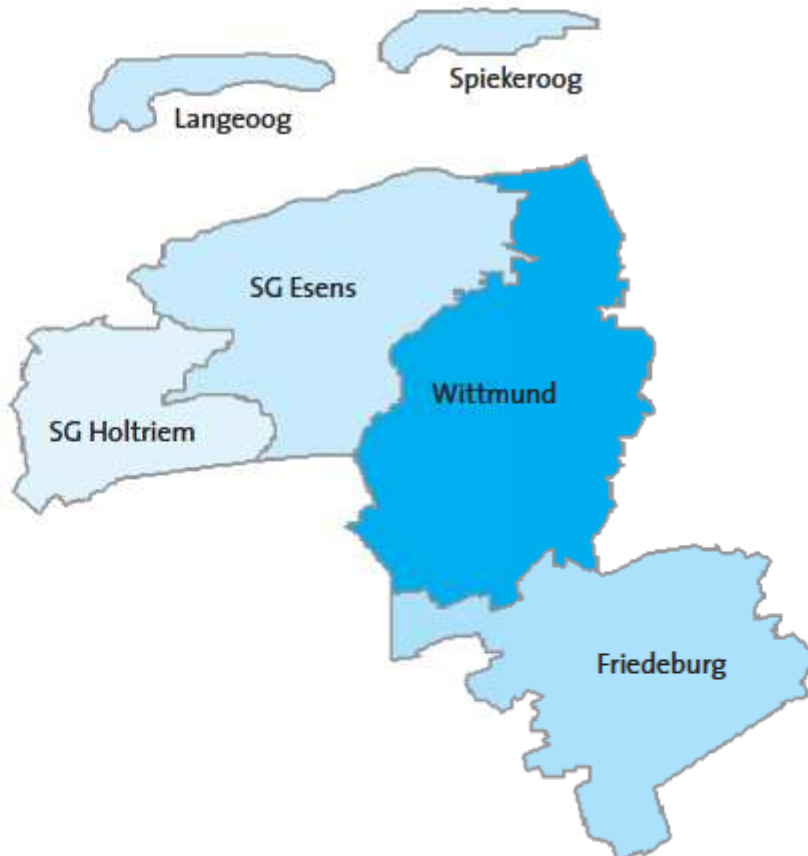 Spiekeroog
Langeoog
SG Esens
Wittmund
SG Holtriem
Friedeburg